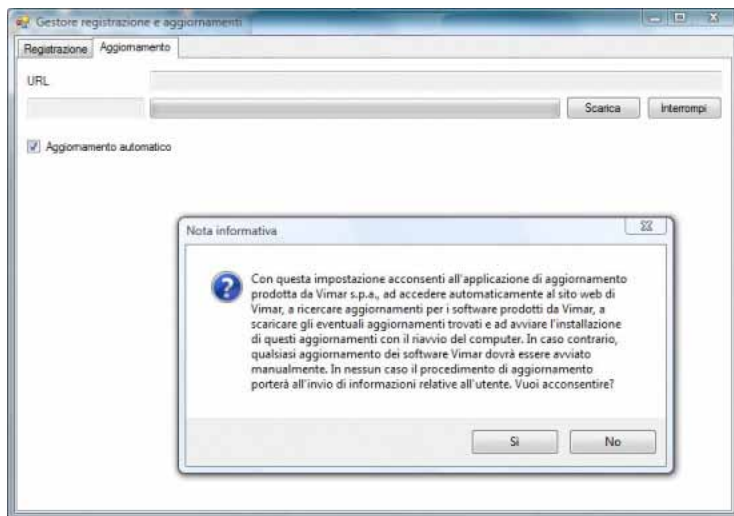 Gestore registrazione e aggiornamenti
Registrazione Aggiornamento
URL
Scarica Interrompi
Aggiornamento automatico
Nota informativa
Con questa impostazione acconsenti all'applicazione di aggiornamento
prodotta da Vimar s.p.a., ad accedere automaticamente al sito web di
Vimar, a ricercare aggiornamenti per i software prodotti da Vimar, a
scaricare gli eventuali aggiornamenti trovati e ad avviare l'installazione
di questi aggiornamenti con il riavvio del computer. In caso contrario,
qualsiasi aggiornamento dei software Vimar dovrà essere avviato
manualmente. In nessun caso il procedimento di aggiornamento
porterà all'invio di informazioni relative all'utente. Vuoi acconsentire?
Sì No